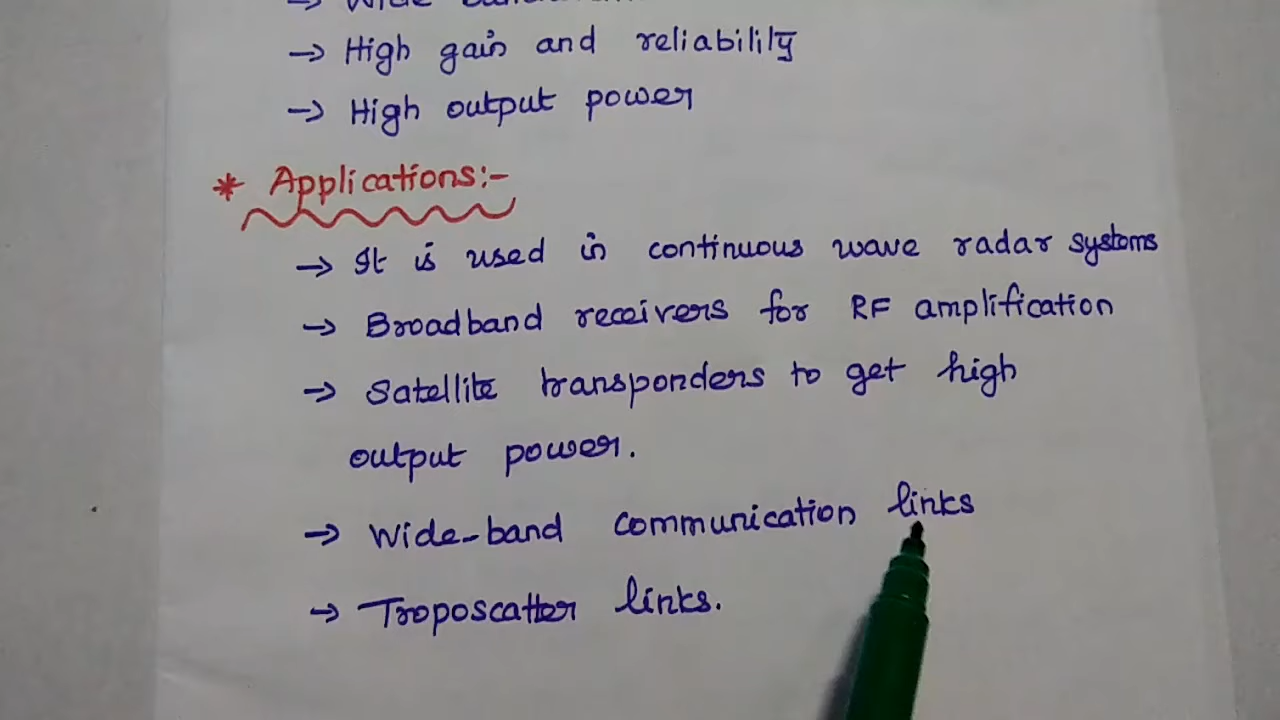 → Wide
→ High gain and reliability
→ High output power
* Applications:-
→ It is used in continuous wave radar systems
→ Broadband receivers for RF amplification
→ Satellite transponders to get high
output power.
→ Wide-band communication links
→ Troposcatter links.